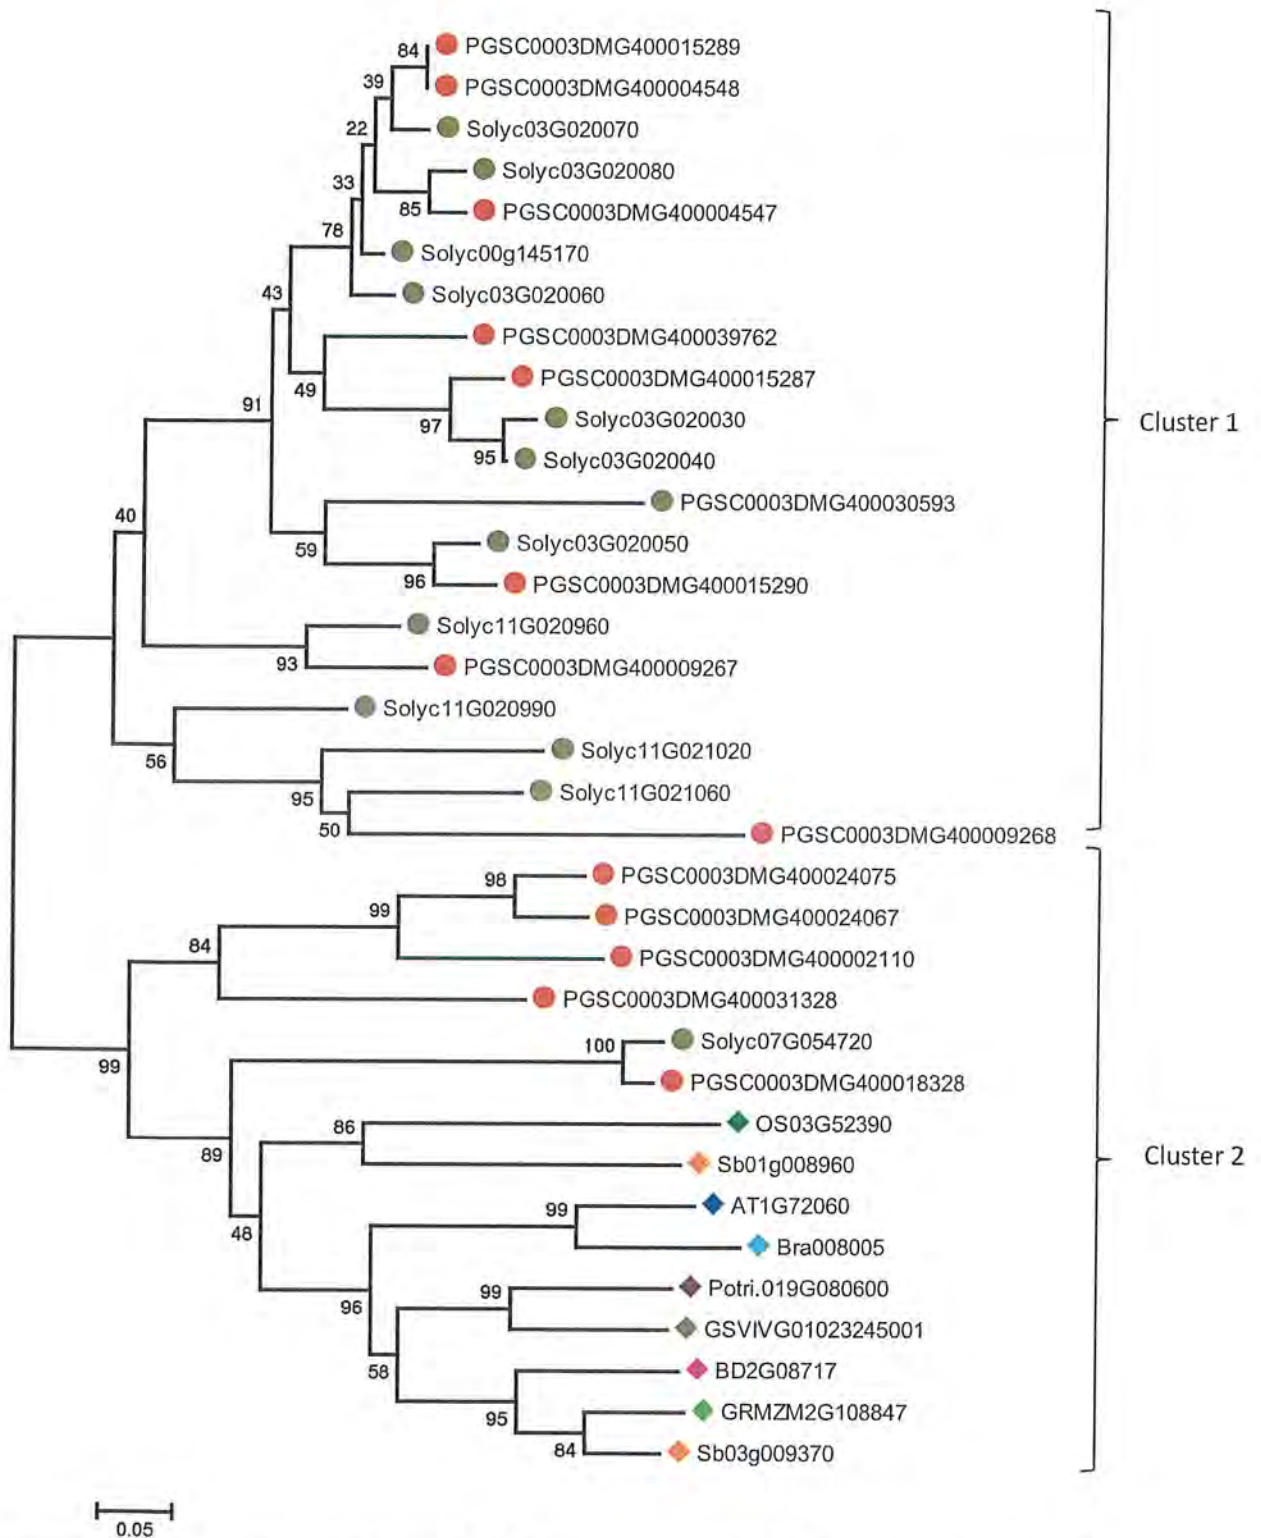 84
PGSC0003DMG400015289
PGSC0003DMG400004548
39
Solyc03G020070
22
Solyc03G020080
33
85
PGSC0003DMG400004547
78
Solyc00g145170
43
Solyc03G020060
PGSC0003DMG400039762
49
PGSC0003DMG400015287
91
97
Solyc03G020030
Cluster 1
95
Solyc03G020040
PGSC0003DMG400030593
40
59
Solyc03G020050
96
PGSC0003DMG400015290
Solyc11G020960
93
PGSC0003DMG400009267
Solyc11G020990
56
Solyc11G021020
95
Solyc11G021060
50
PGSC0003DMG400009268
98
PGSC0003DMG400024075
99
PGSC0003DMG400024067
84
PGSC0003DMG400002110
PGSC0003DMG400031328
99
100
Solyc07G054720
PGSC0003DMG400018328
86
OS03G52390
89
Sb01g008960
Cluster 2
99
AT1G72060
48
Bra008005
99
Potri.019G080600
96
GSVIVG01023245001
58
BD2G08717
95
GRMZM2G108847
84
Sb03g009370
0.05